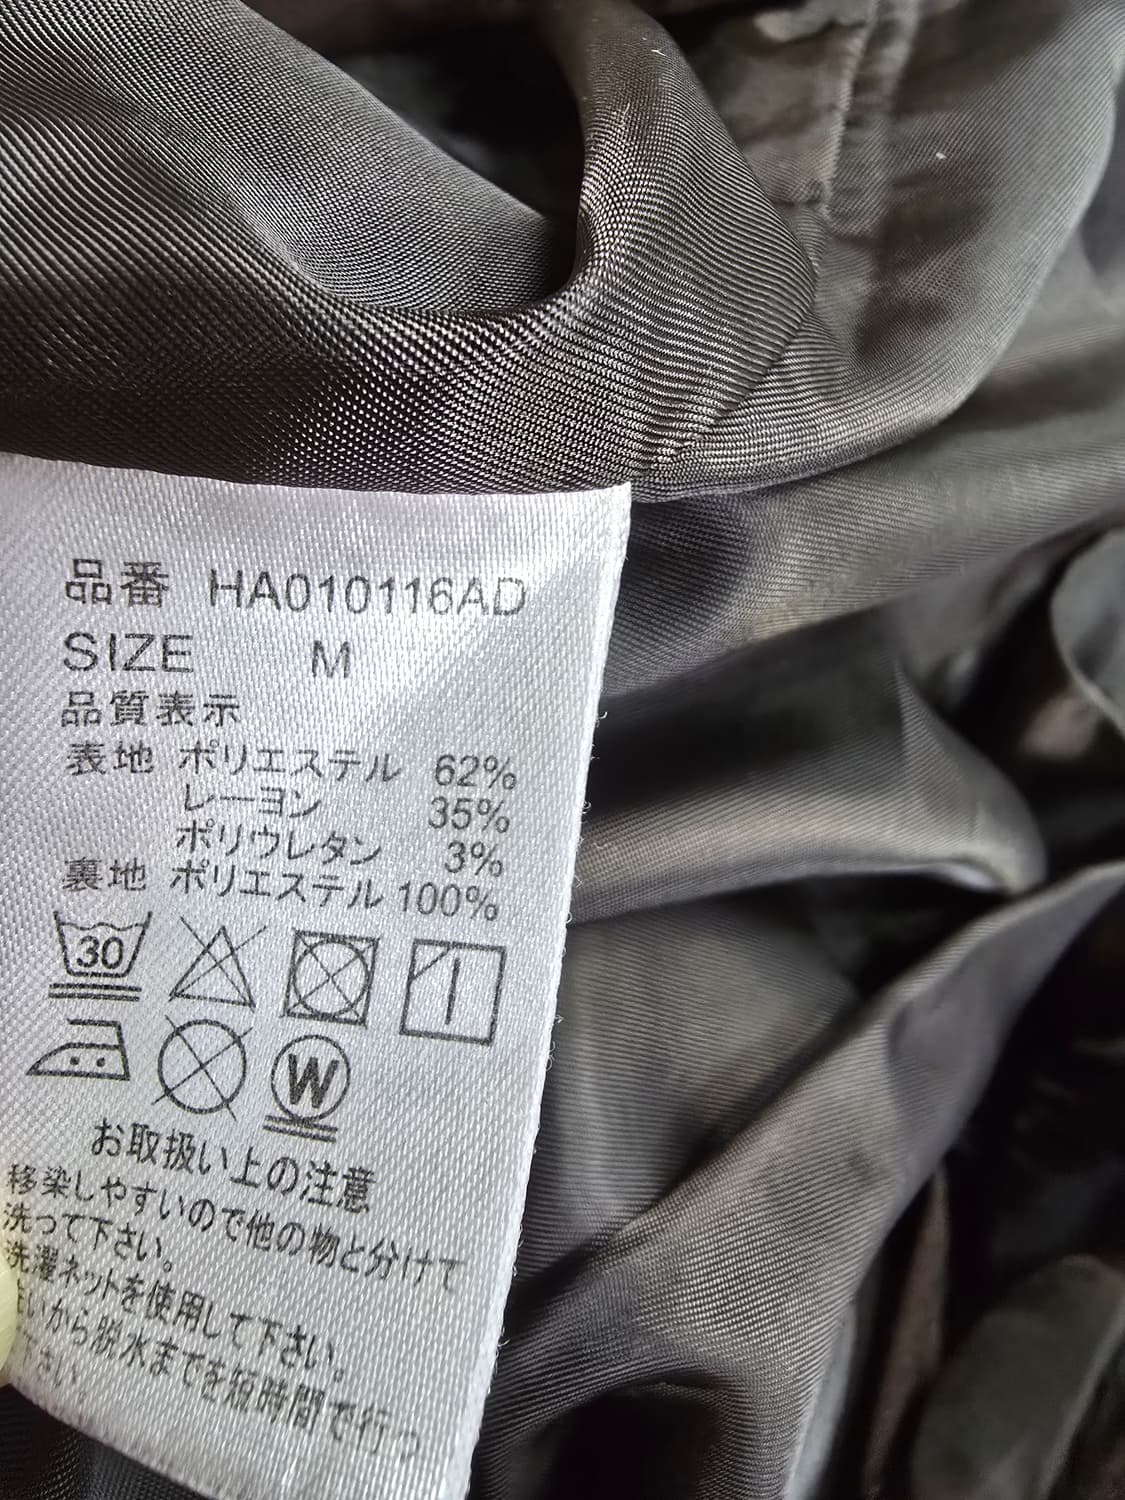 品番 HA010116AD
SIZE M
品質表示
表地 ポリエステル 62%
レーヨン 35%
ポリウレタン 3%
裏地 ポリエステル 100%
30
W
お取扱い上の注意
移染しやすいので他の物と分けて
洗って下さい。
洗濯ネットを使用して下さい。
洗いから脱水までを短時間で行っ
さい。